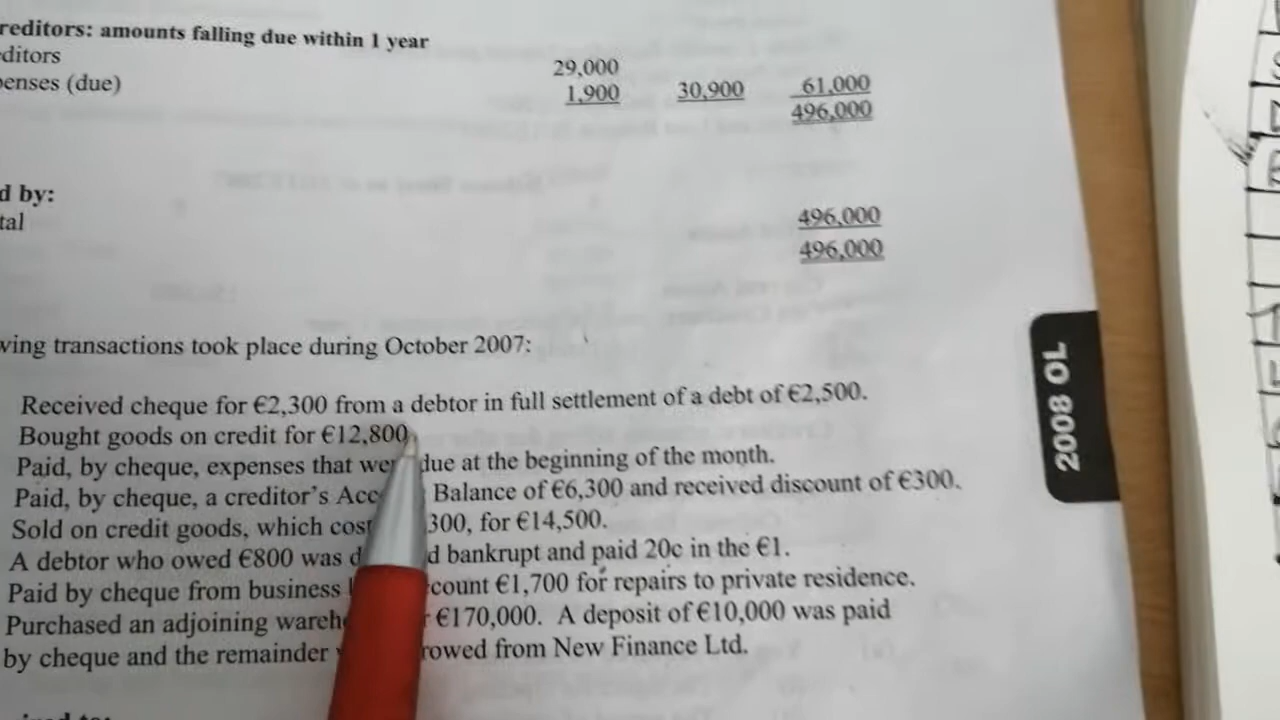 reditors: amounts falling due within 1 year
ditors 29,000
penses (due) 1,900 30,900 61,000
496,000
d by:
tal 496,000
496,000
wing transactions took place during October 2007:
Received cheque for €2,300 from a debtor in full settlement of a debt of €2,500.
Bought goods on credit for €12,800
Paid, by cheque, expenses that wer due at the beginning of the month.
Paid, by cheque, a creditor's Acc Balance of €6,300 and received discount of €300.
Sold on credit goods, which cost 300, for €14,500.
A debtor who owed €800 was d d bankrupt and paid 20c in the €1.
Paid by cheque from business count €1,700 for repairs to private residence.
Purchased an adjoining wareh r €170,000. A deposit of €10,000 was paid
by cheque and the remainder rowed from New Finance Ltd.
2008 OL